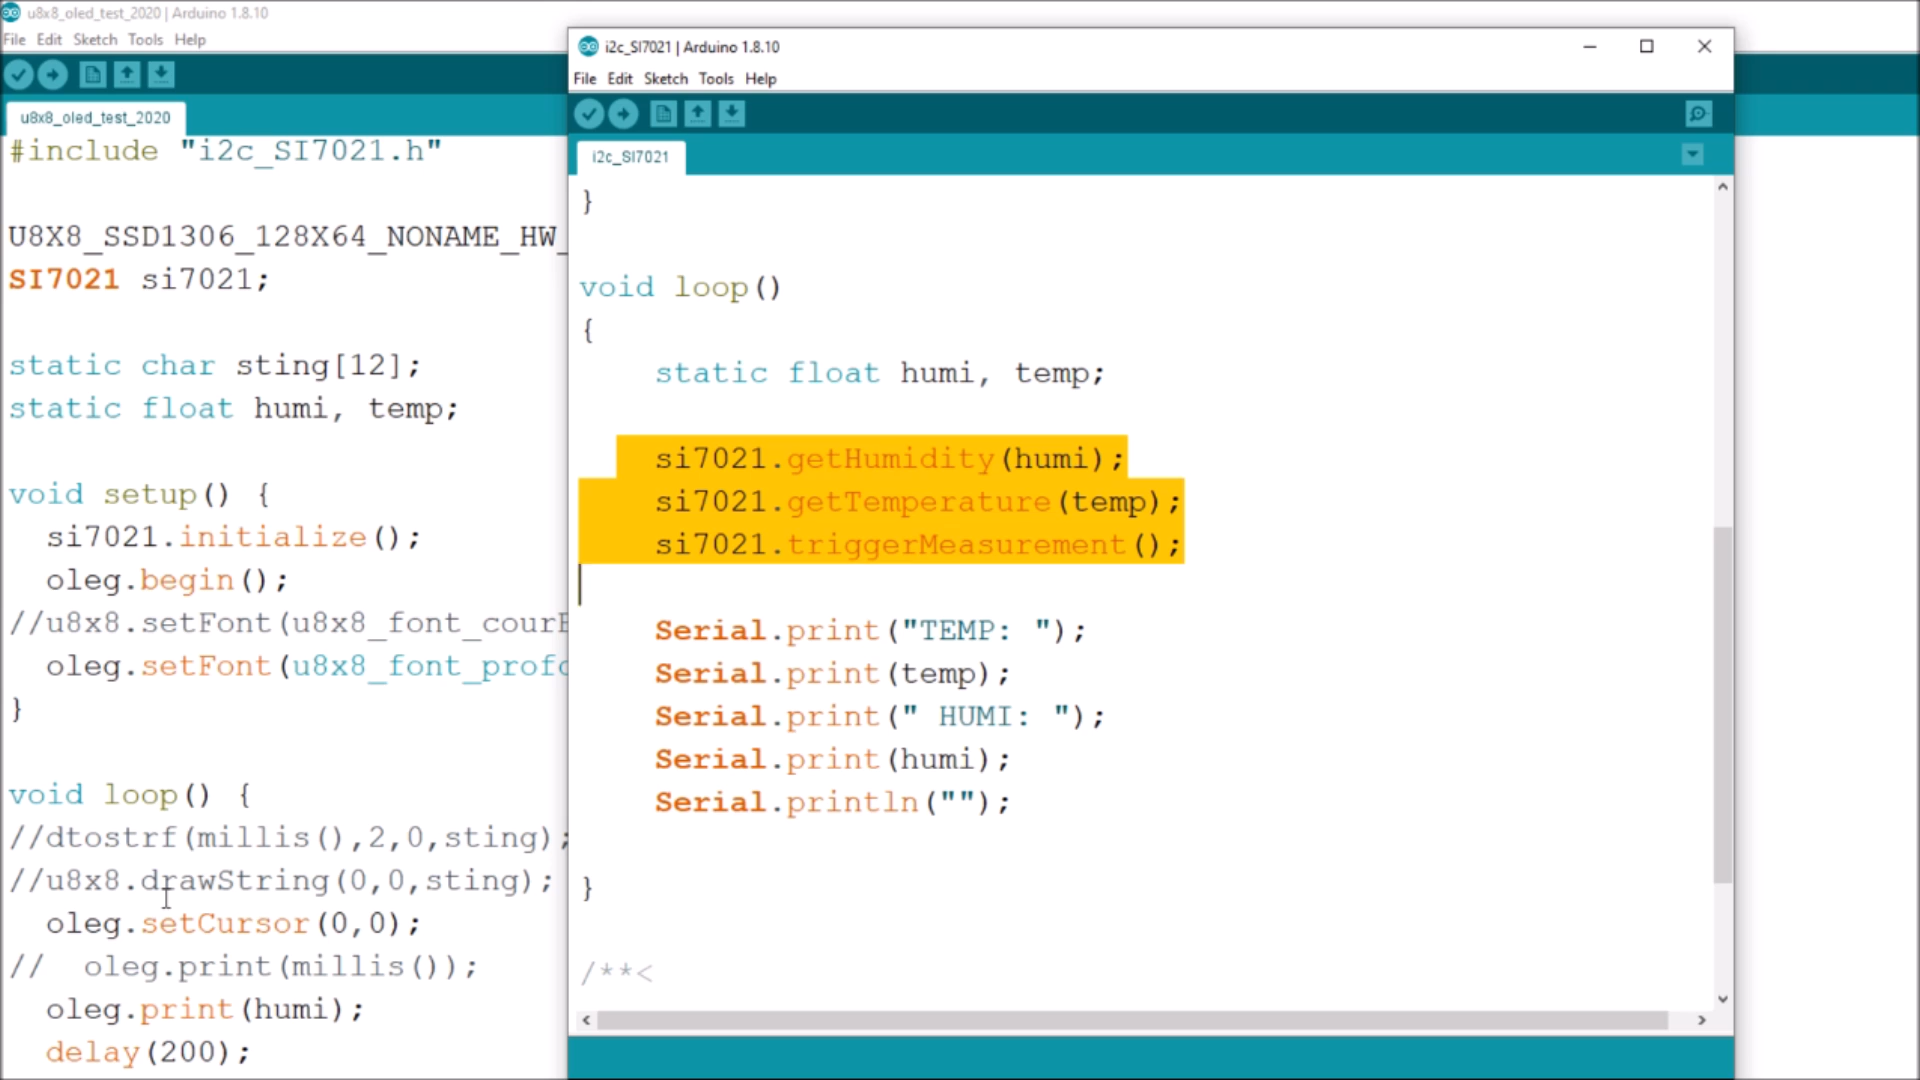 u8x8_oled_test_2020 | Arduino 1.8.10
File Edit Sketch Tools Help
u8x8_oled_test_2020
#include "i2c_SI7021.h"
U8X8_SSD1306_128X64_NONAME_HW_
SI7021 si7021;
static char sting[12];
static float humi, temp;
void setup() {
si7021.initialize();
oleg.begin();
//u8x8.setFont(u8x8_font_cour
oleg.setFont(u8x8_font_prof
}
void loop() {
//dtostrf(millis(),2,0,sting);
//u8x8.drawString(0,0,sting);
oleg.setCursor(0,0);
// oleg.print(millis());
oleg.print(humi);
delay(200);
i2c_SI7021 | Arduino 1.8.10
File Edit Sketch Tools Help
i2c_SI7021
}
void loop()
{
static float humi, temp;
si7021.getHumidity(humi);
si7021.getTemperature(temp);
si7021.triggerMeasurement();
Serial.print("TEMP: ");
Serial.print(temp);
Serial.print(" HUMI: ");
Serial.print(humi);
Serial.println("");
}
/**<